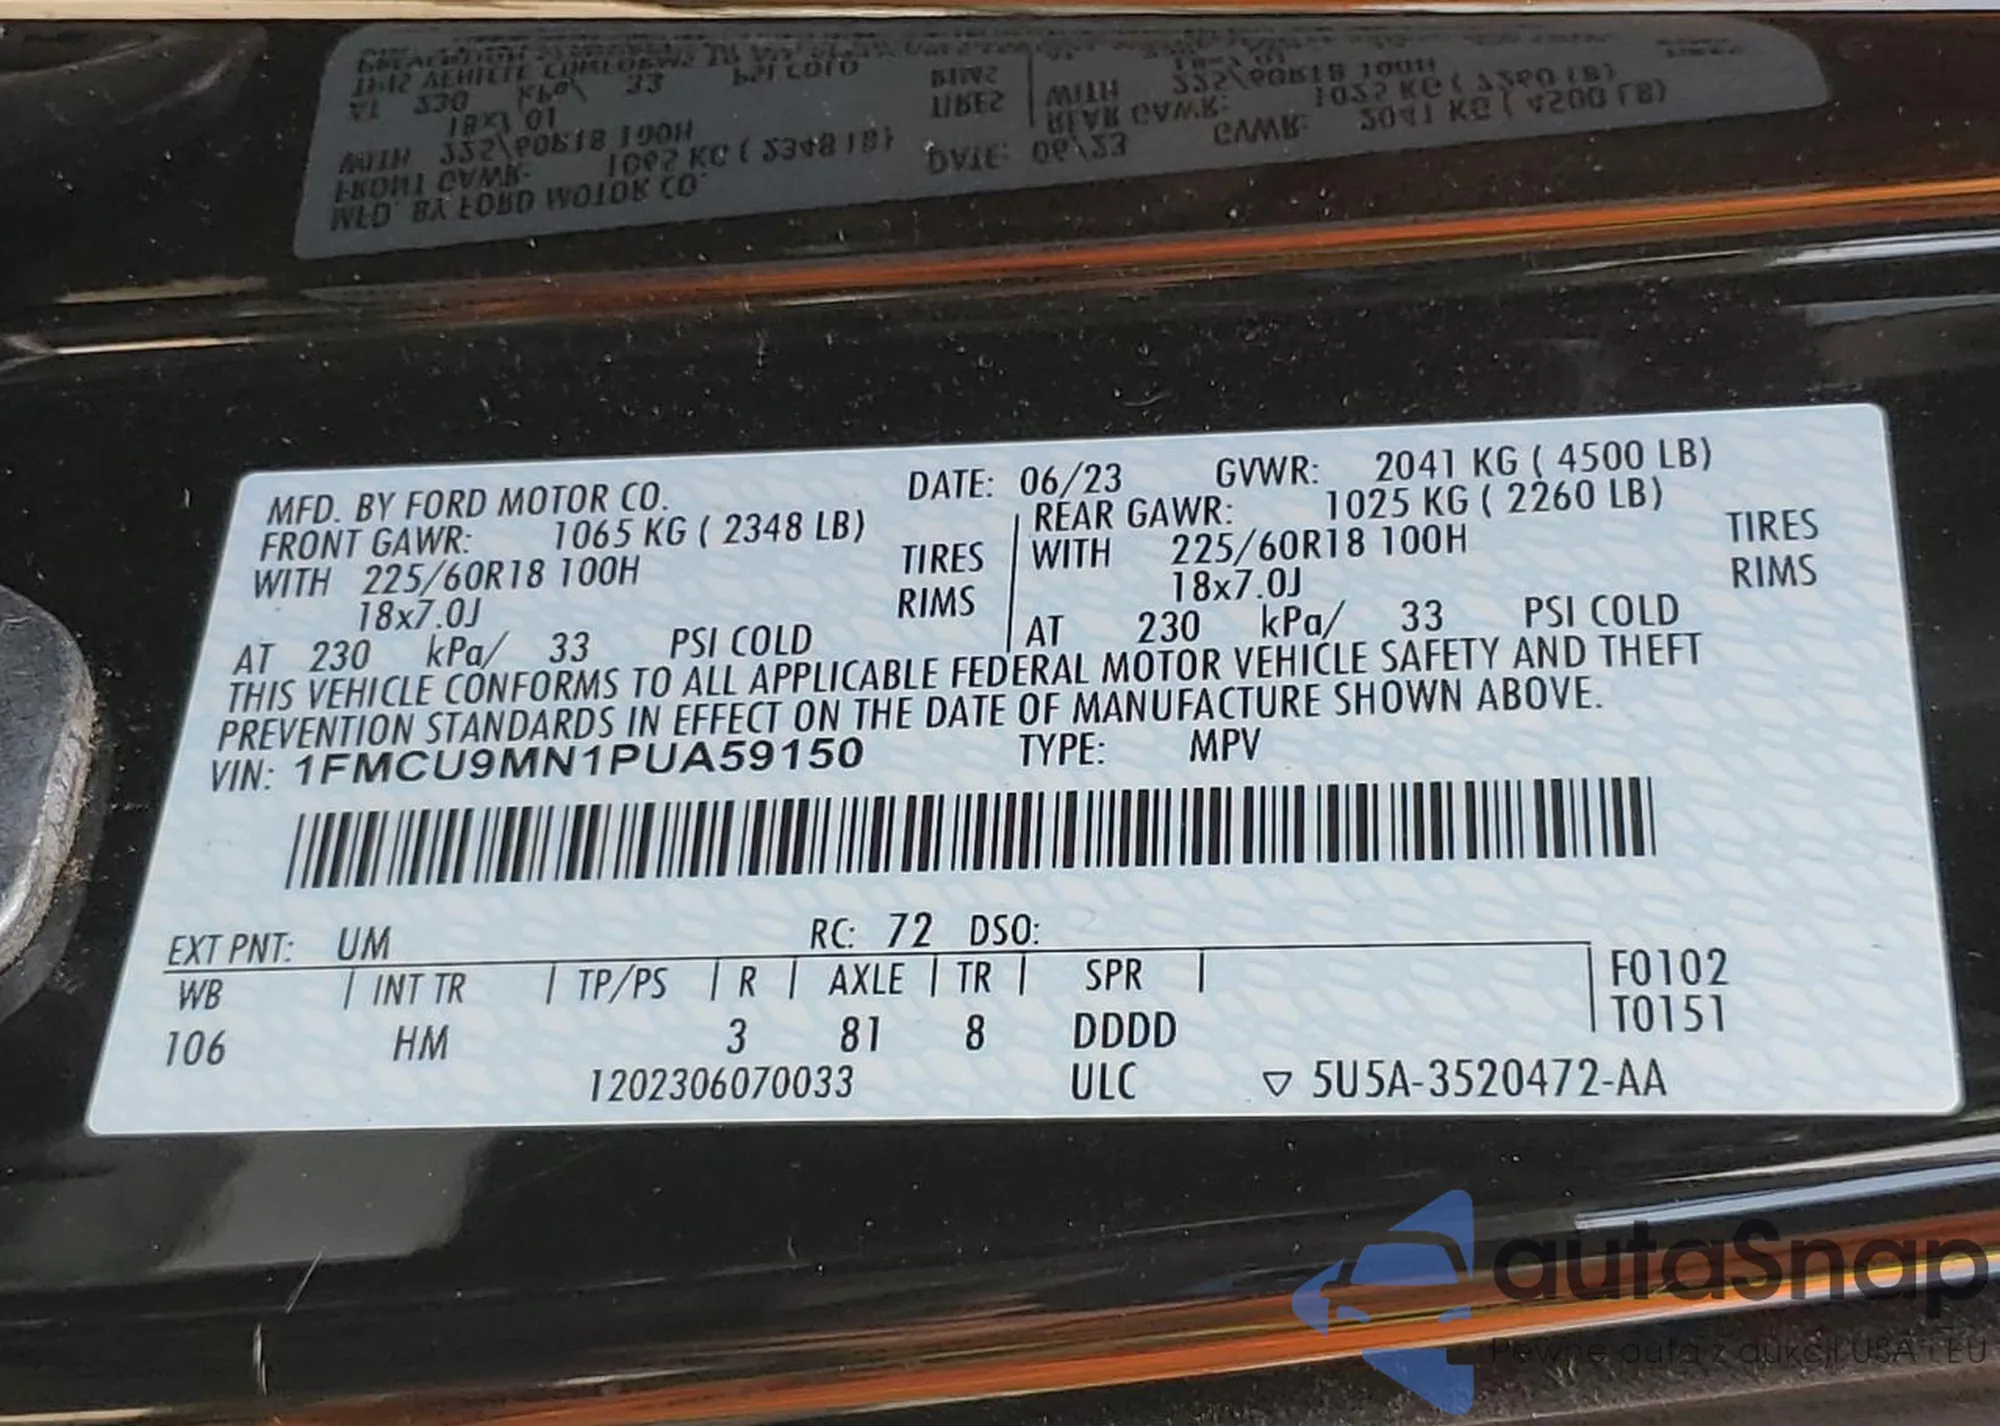 MFD. BY FORD MOTOR CO. DATE: 06/23 GVWR: 2041 KG ( 4500 LB)
FRONT GAWR: 1065 KG ( 2348 LB) REAR GAWR: 1025 KG ( 2260 LB)
WITH 225/60R18 100H TIRES WITH 225/60R18 100H TIRES
18x7.0J RIMS 18x7.0J RIMS
AT 230 kPa/ 33 PSI COLD AT 230 kPa/ 33 PSI COLD
THIS VEHICLE CONFORMS TO ALL APPLICABLE FEDERAL MOTOR VEHICLE SAFETY AND THEFT
PREVENTION STANDARDS IN EFFECT ON THE DATE OF MANUFACTURE SHOWN ABOVE.
VIN: 1FMCU9MN1PUA59150 TYPE: MPV
EXT PNT: UM RC: 72 DSO:
WB INT TR TP/PS R AXLE TR SPR F0102
106 HM 3 81 8 DDDD T0151
1202306070033 ULC ▽ 5U5A-3520472-AA
autaSnap
Pewne auta z aukcji USA i EU